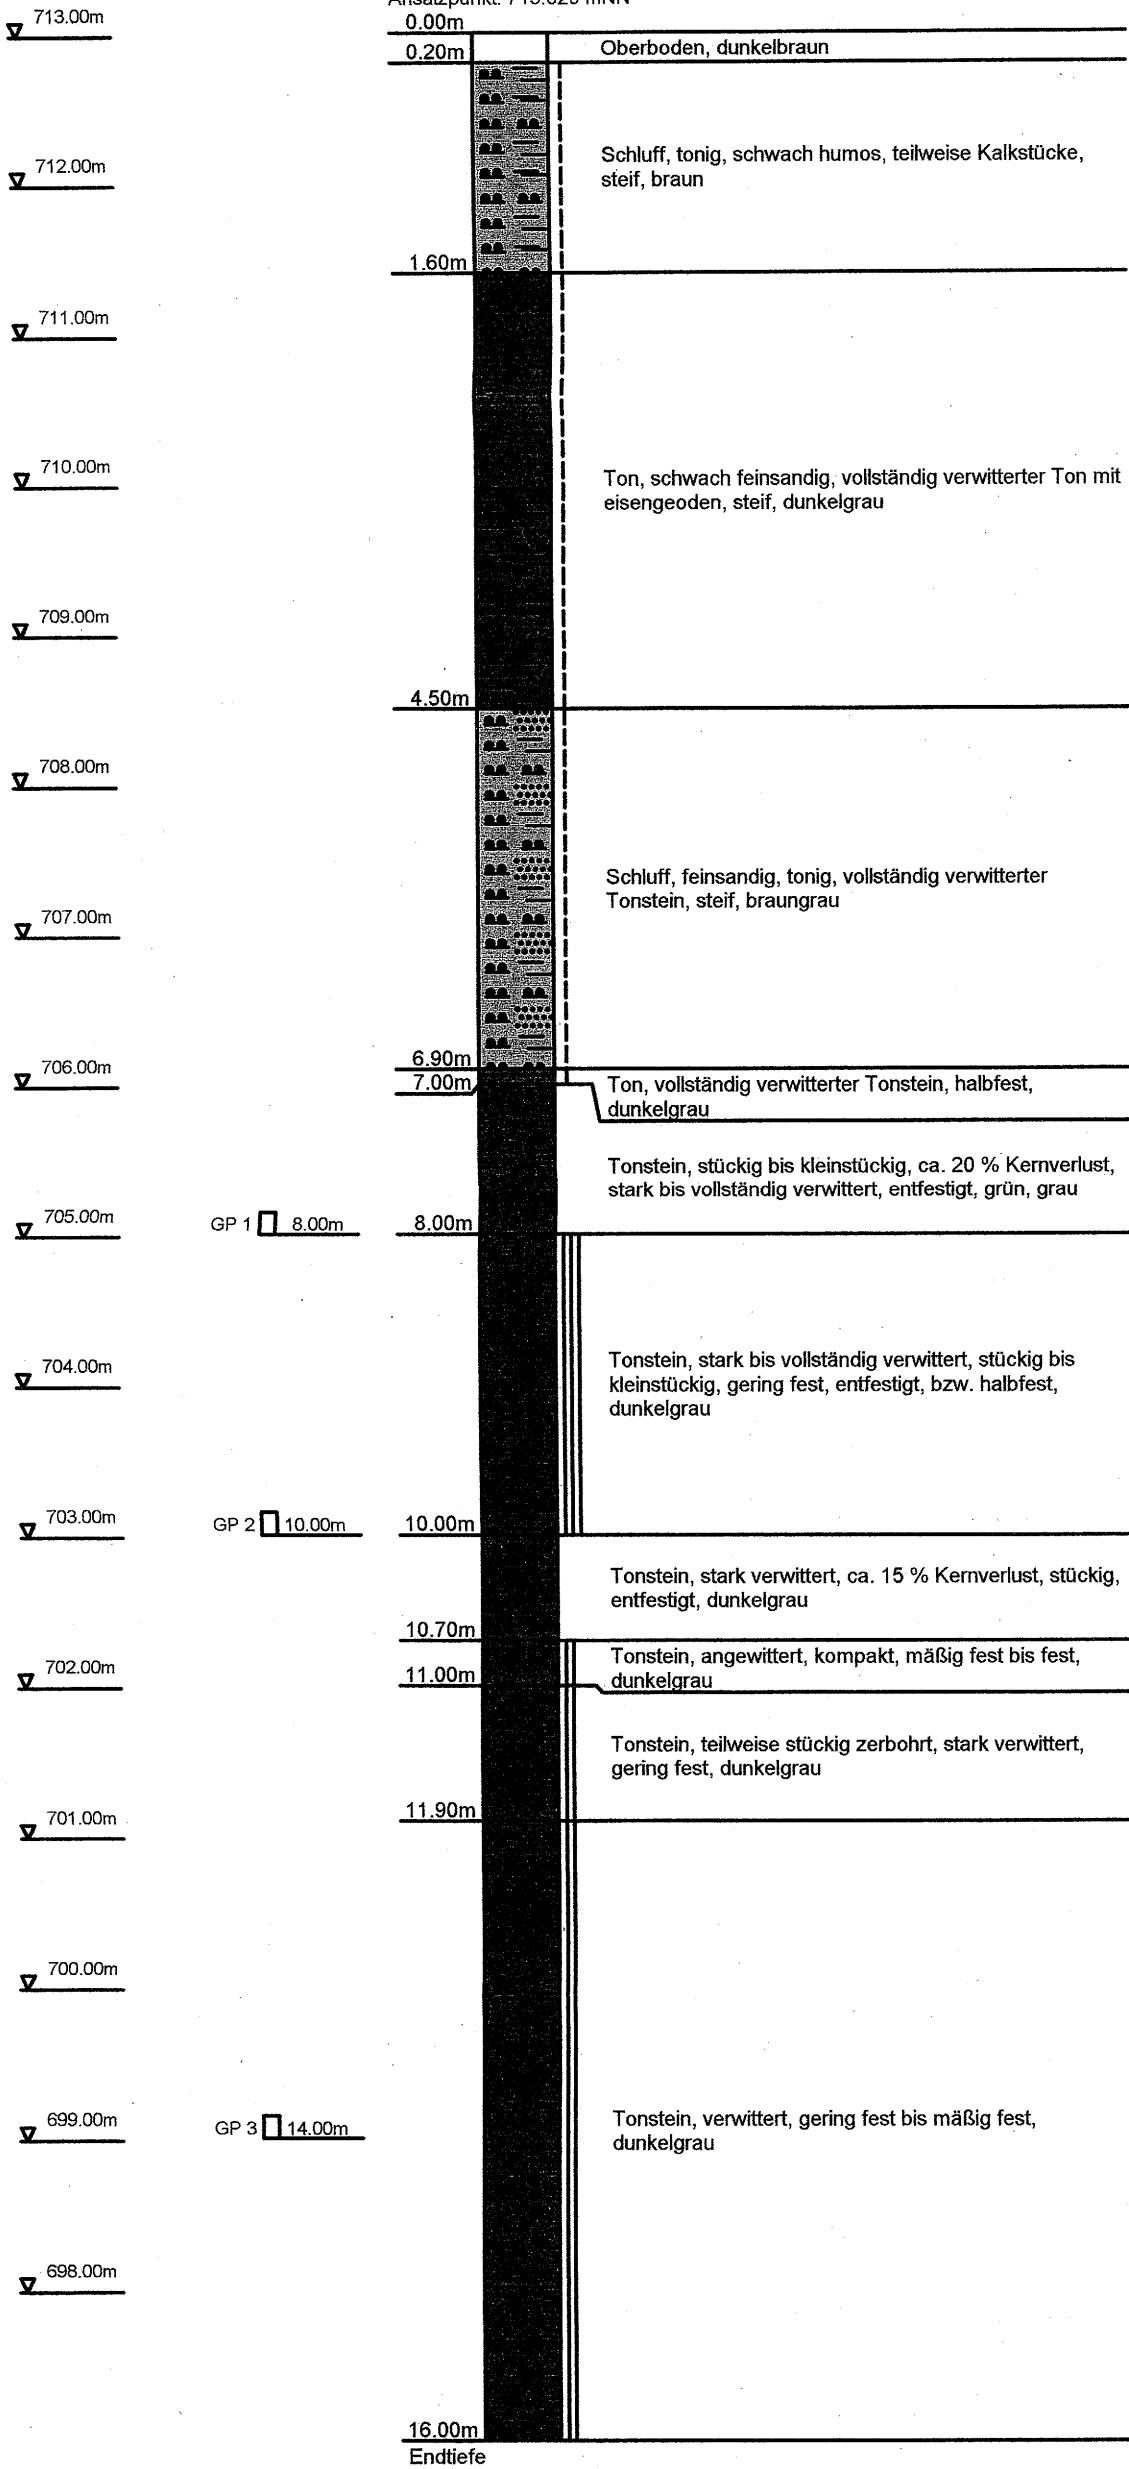 713.00m
0.00m
0.20m
Oberboden, dunkelbraun
712.00m
Schluff, tonig, schwach humos, teilweise Kalkstücke,
steif, braun
1.60m
711.00m
710.00m
Ton, schwach feinsandig, vollständig verwitterter Ton mit
eisengeoden, steif, dunkelgrau
709.00m
4.50m
708.00m
Schluff, feinsandig, tonig, vollständig verwitterter
Tonstein, steif, braungrau
707.00m
6.90m
706.00m
7.00m
Ton, vollständig verwitterter Tonstein, halbfest,
dunkelgrau
Tonstein, stückig bis kleinstückig, ca. 20 % Kernverlust,
stark bis vollständig verwittert, entfestigt, grün, grau
705.00m
GP 1 8.00m
8.00m
704.00m
Tonstein, stark bis vollständig verwittert, stückig bis
kleinstückig, gering fest, entfestigt, bzw. halbfest,
dunkelgrau
703.00m
GP 2 10.00m
10.00m
Tonstein, stark verwittert, ca. 15 % Kernverlust, stückig,
entfestigt, dunkelgrau
10.70m
Tonstein, angewittert, kompakt, mäßig fest bis fest,
dunkelgrau
702.00m
11.00m
Tonstein, teilweise stückig zerbohrt, stark verwittert,
gering fest, dunkelgrau
11.90m
701.00m
700.00m
699.00m
GP 3 14.00m
Tonstein, verwittert, gering fest bis mäßig fest,
dunkelgrau
698.00m
16.00m
Endtiefe